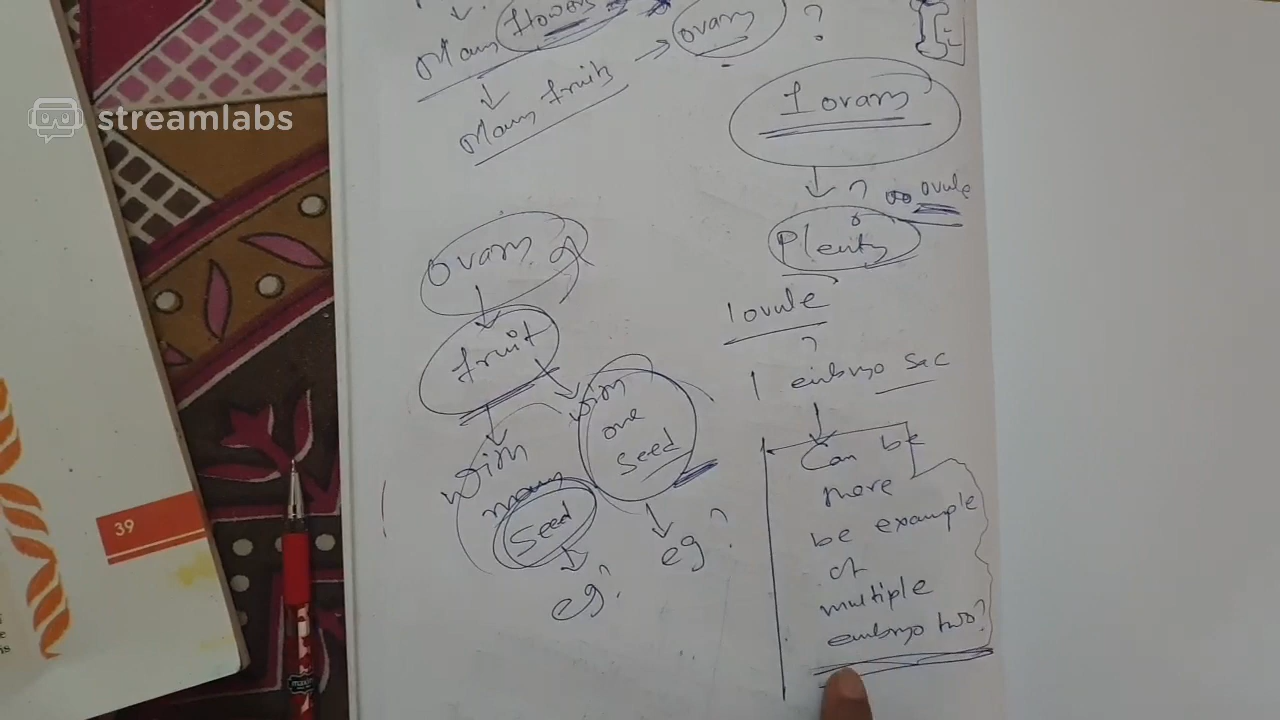 streamlabs
Many flowers
Many fruits
ovary ?
1 ovary
∞ ovule
Plenty
1 ovule
1 embryo sac
Can be
more
be example
of
multiple
embryo two?
Ovary
fruit
with
many
seed
eg?
with
one
seed
eg ?
39